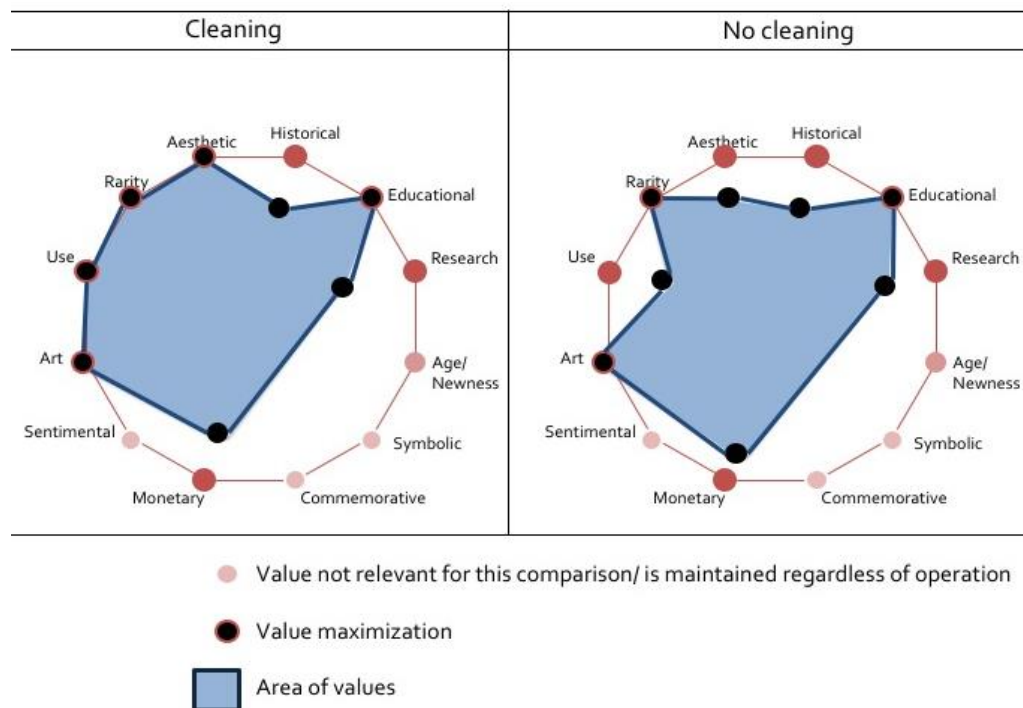 Cleaning
No cleaning
Aesthetic
Historical
Rarity
Educational
Use
Research
Art
Age/
Newness
Sentimental
Symbolic
Monetary
Commemorative
Aesthetic
Historical
Rarity
Educational
Use
Research
Art
Age/
Newness
Sentimental
Symbolic
Monetary
Commemorative
Value not relevant for this comparison/ is maintained regardless of operation
Value maximization
Area of values